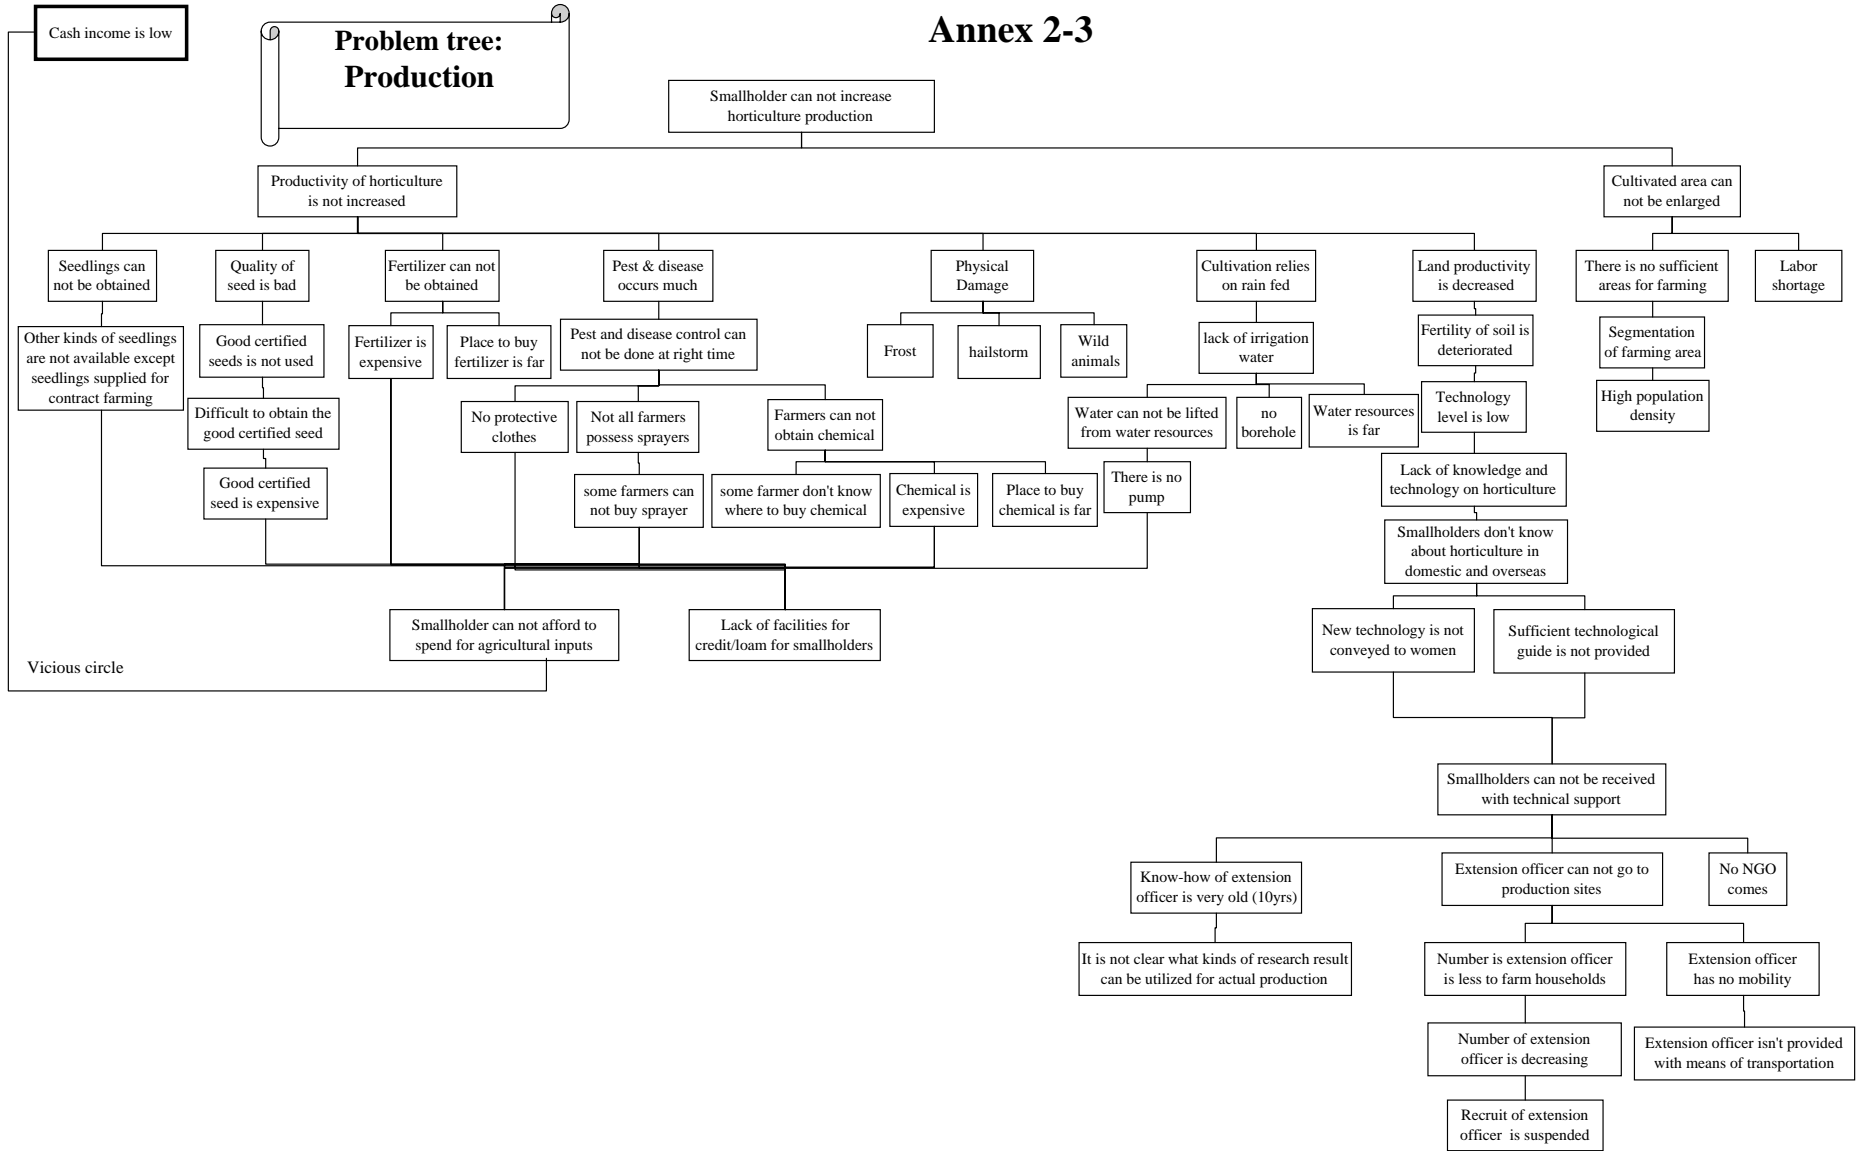 Cash income is low
Problem tree:
Production
Annex 2-3
Smallholder can not increase
horticulture production
Productivity of horticulture
is not increased
Cultivated area can
not be enlarged
Seedlings can
not be obtained
Quality of
seed is bad
Fertilizer can not
be obtained
Pest & disease
occurs much
Physical
Damage
Cultivation relies
on rain fed
Land productivity
is decreased
There is no sufficient
areas for farming
Labor
shortage
Other kinds of seedlings
are not available except
seedlings supplied for
contract farming
Good certified
seeds is not used
Fertilizer is
expensive
Place to buy
fertilizer is far
Pest and disease control can
not be done at right time
Frost
hailstorm
Wild
animals
lack of irrigation
water
Fertility of soil is
deteriorated
Segmentation
of farming area
Difficult to obtain the
good certified seed
No protective
clothes
Not all farmers
possess sprayers
Farmers can not
obtain chemical
Water can not be lifted
from water resources
no
borehole
Water resources
is far
Technology
level is low
High population
density
Good certified
seed is expensive
some farmers can
not buy sprayer
some farmer don't know
where to buy chemical
Chemical is
expensive
Place to buy
chemical is far
There is no
pump
Lack of knowledge and
technology on horticulture
Smallholders don't know
about horticulture in
domestic and overseas
Smallholder can not afford to
spend for agricultural inputs
Lack of facilities for
credit/loam for smallholders
New technology is not
conveyed to women
Sufficient technological
guide is not provided
Vicious circle
Smallholders can not be received
with technical support
Know-how of extension
officer is very old (10yrs)
Extension officer can not go to
production sites
No NGO
comes
It is not clear what kinds of research result
can be utilized for actual production
Number is extension officer
is less to farm households
Extension officer
has no mobility
Number of extension
officer is decreasing
Extension officer isn't provided
with means of transportation
Recruit of extension
officer  is suspended